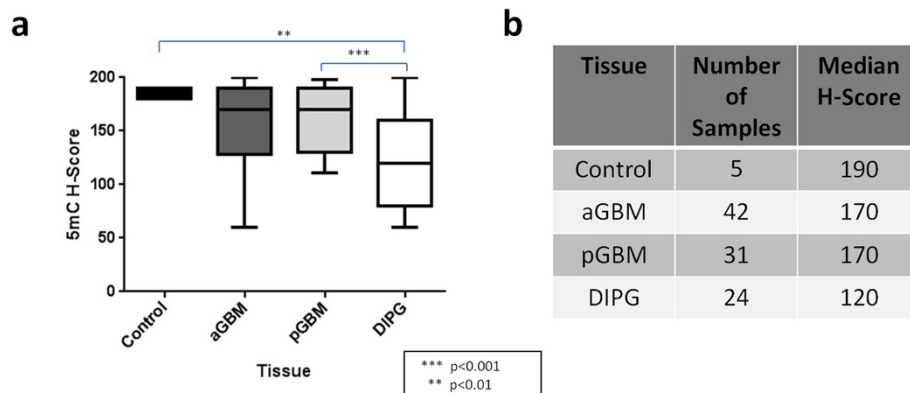 a
b
**
***
200
150
100
50
0
5mC H-Score
Control
aGBM
pGBM
DIPG
Tissue
*** p<0.001
** p<0.01
Tissue
Number of Samples
Median H-Score
Control 5 190
aGBM 42 170
pGBM 31 170
DIPG 24 120